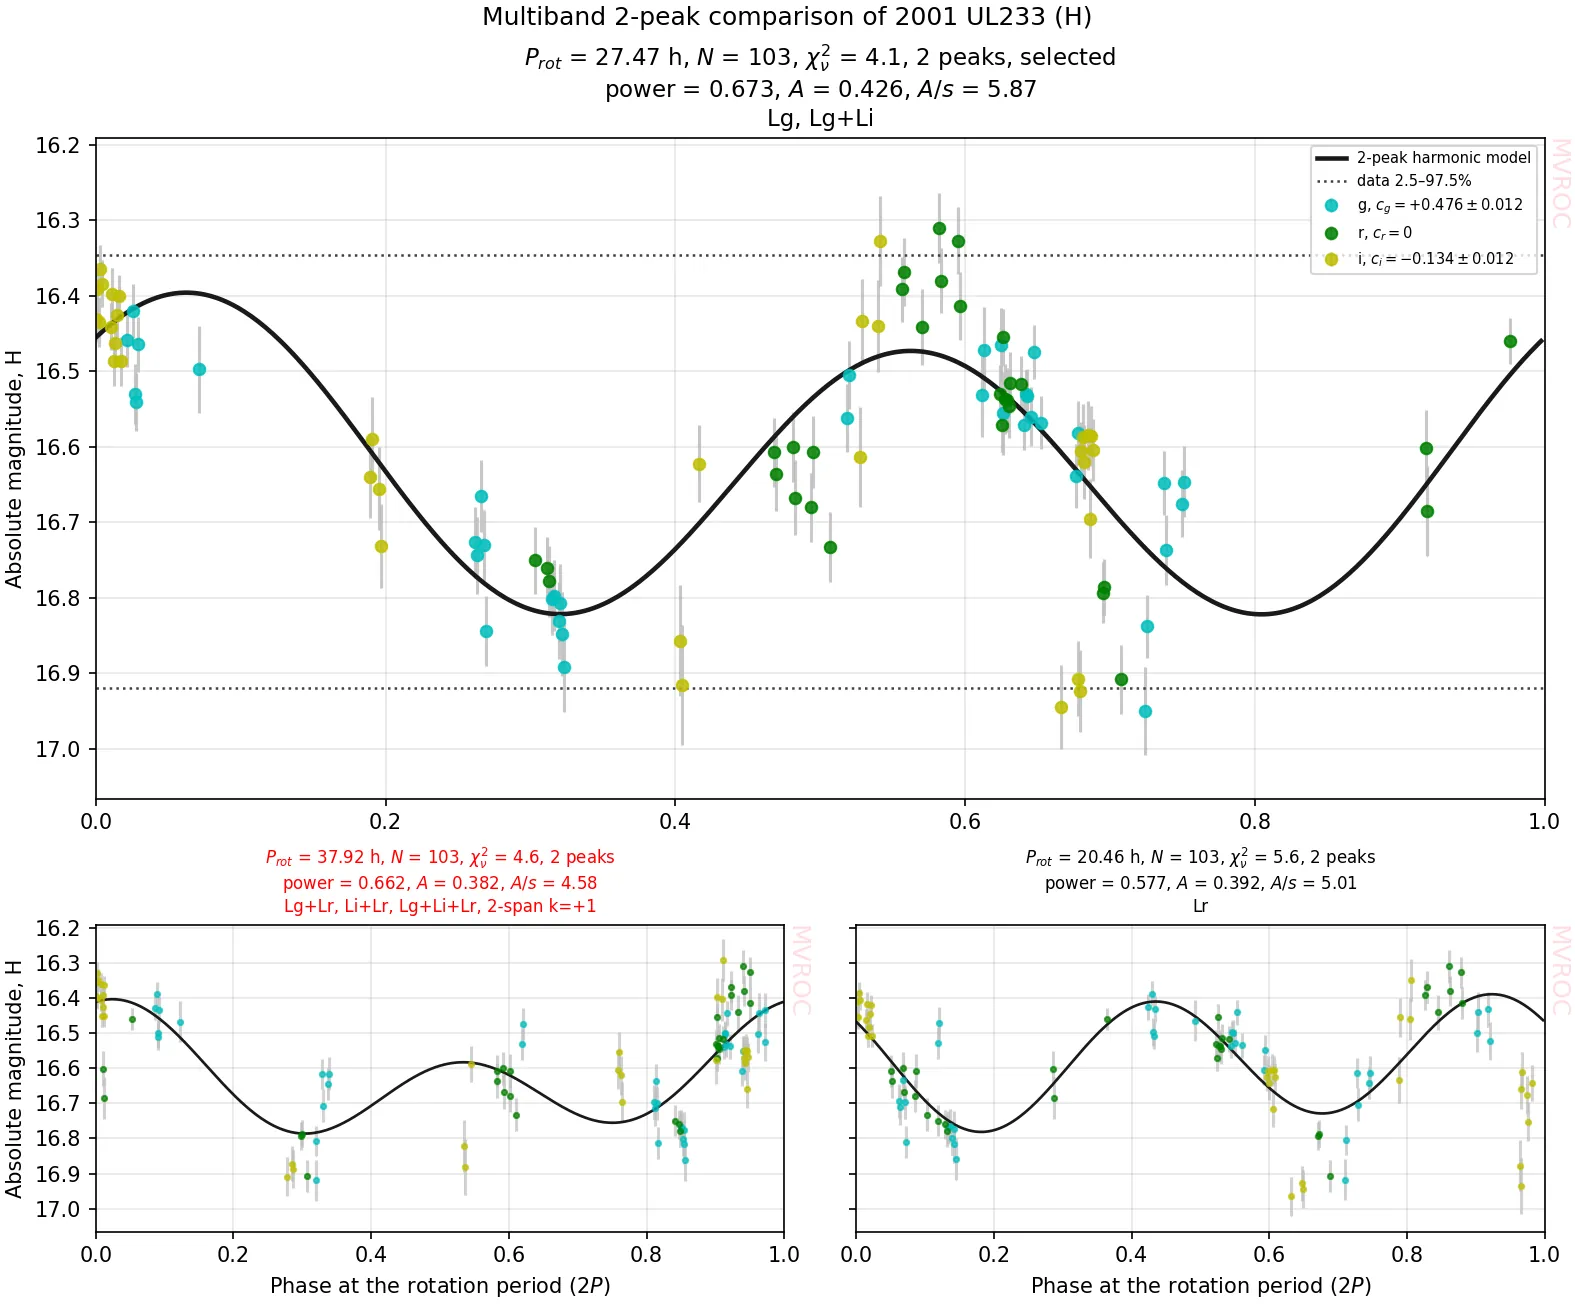 Multiband 2-peak comparison of 2001 UL233 (H)
P_rot = 27.47 h, N = 103, χ²_ν = 4.1, 2 peaks, selected
power = 0.673, A = 0.426, A/s = 5.87
Lg, Lg+Li
Absolute magnitude, H
16.2
16.3
16.4
16.5
16.6
16.7
16.8
16.9
17.0
0.0 0.2 0.4 0.6 0.8 1.0
2-peak harmonic model
data 2.5–97.5%
g, c_g = +0.476 ± 0.012
r, c_r = 0
i, c_i = −0.134 ± 0.012
MVROC
P_rot = 37.92 h, N = 103, χ²_ν = 4.6, 2 peaks
power = 0.662, A = 0.382, A/s = 4.58
Lg+Lr, Li+Lr, Lg+Li+Lr, 2-span k=+1
Absolute magnitude, H
16.2
16.3
16.4
16.5
16.6
16.7
16.8
16.9
17.0
0.0 0.2 0.4 0.6 0.8 1.0
Phase at the rotation period (2P)
MVROC
P_rot = 20.46 h, N = 103, χ²_ν = 5.6, 2 peaks
power = 0.577, A = 0.392, A/s = 5.01
Lr
0.0 0.2 0.4 0.6 0.8 1.0
Phase at the rotation period (2P)
MVROC